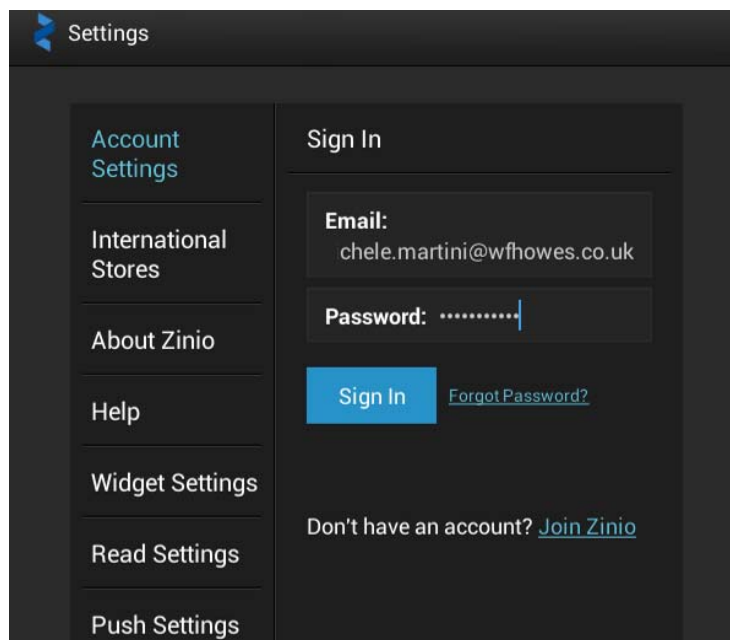 Settings
Account
Settings
International
Stores
About Zinio
Help
Widget Settings
Read Settings
Push Settings
Sign In
Email:
chele.martini@wfhowes.co.uk
Password: •••••••••••
Sign In Forgot Password?
Don't have an account? Join Zinio